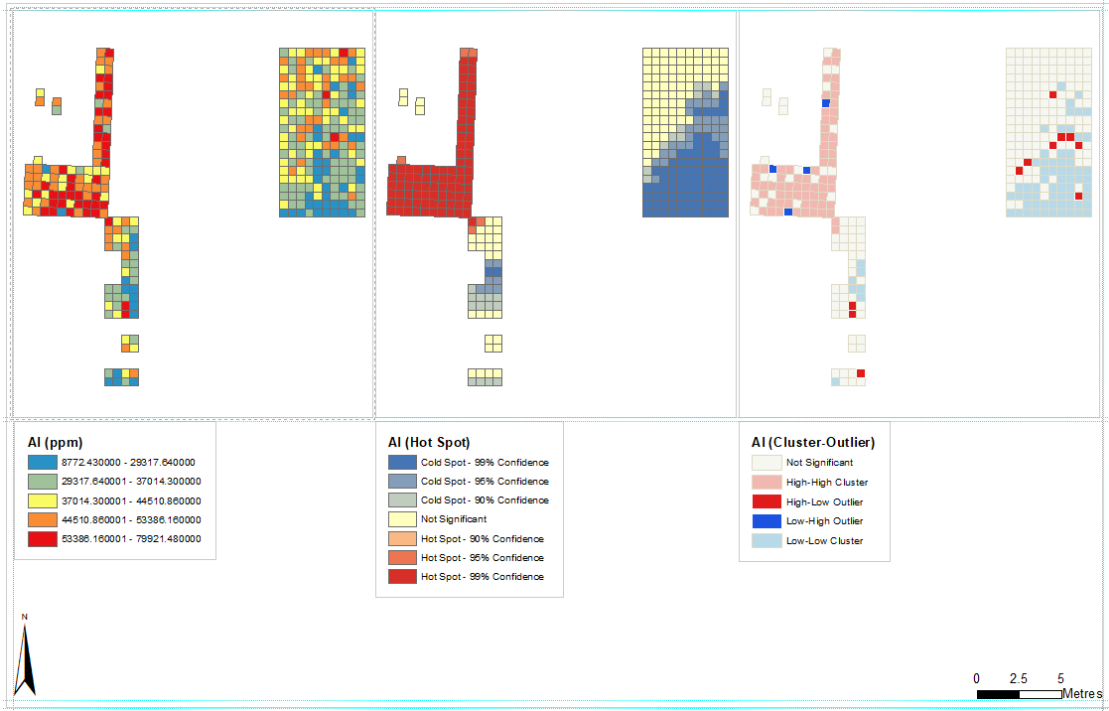 Al (ppm)
8772.430000 - 29317.640000
29317.640001 - 37014.300000
37014.300001 - 44510.860000
44510.860001 - 53386.160000
53386.160001 - 79921.480000
Al (Hot Spot)
Cold Spot - 99% Confidence
Cold Spot - 95% Confidence
Cold Spot - 90% Confidence
Not Significant
Hot Spot - 90% Confidence
Hot Spot - 95% Confidence
Hot Spot - 99% Confidence
Al (Cluster-Outlier)
Not Significant
High-High Cluster
High-Low Outlier
Low-High Outlier
Low-Low Cluster
N
0 2.5 5
Metres